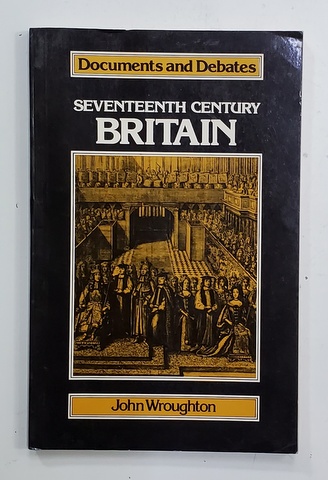 Documents and Debates
SEVENTEENTH CENTURY
BRITAIN
John Wroughton